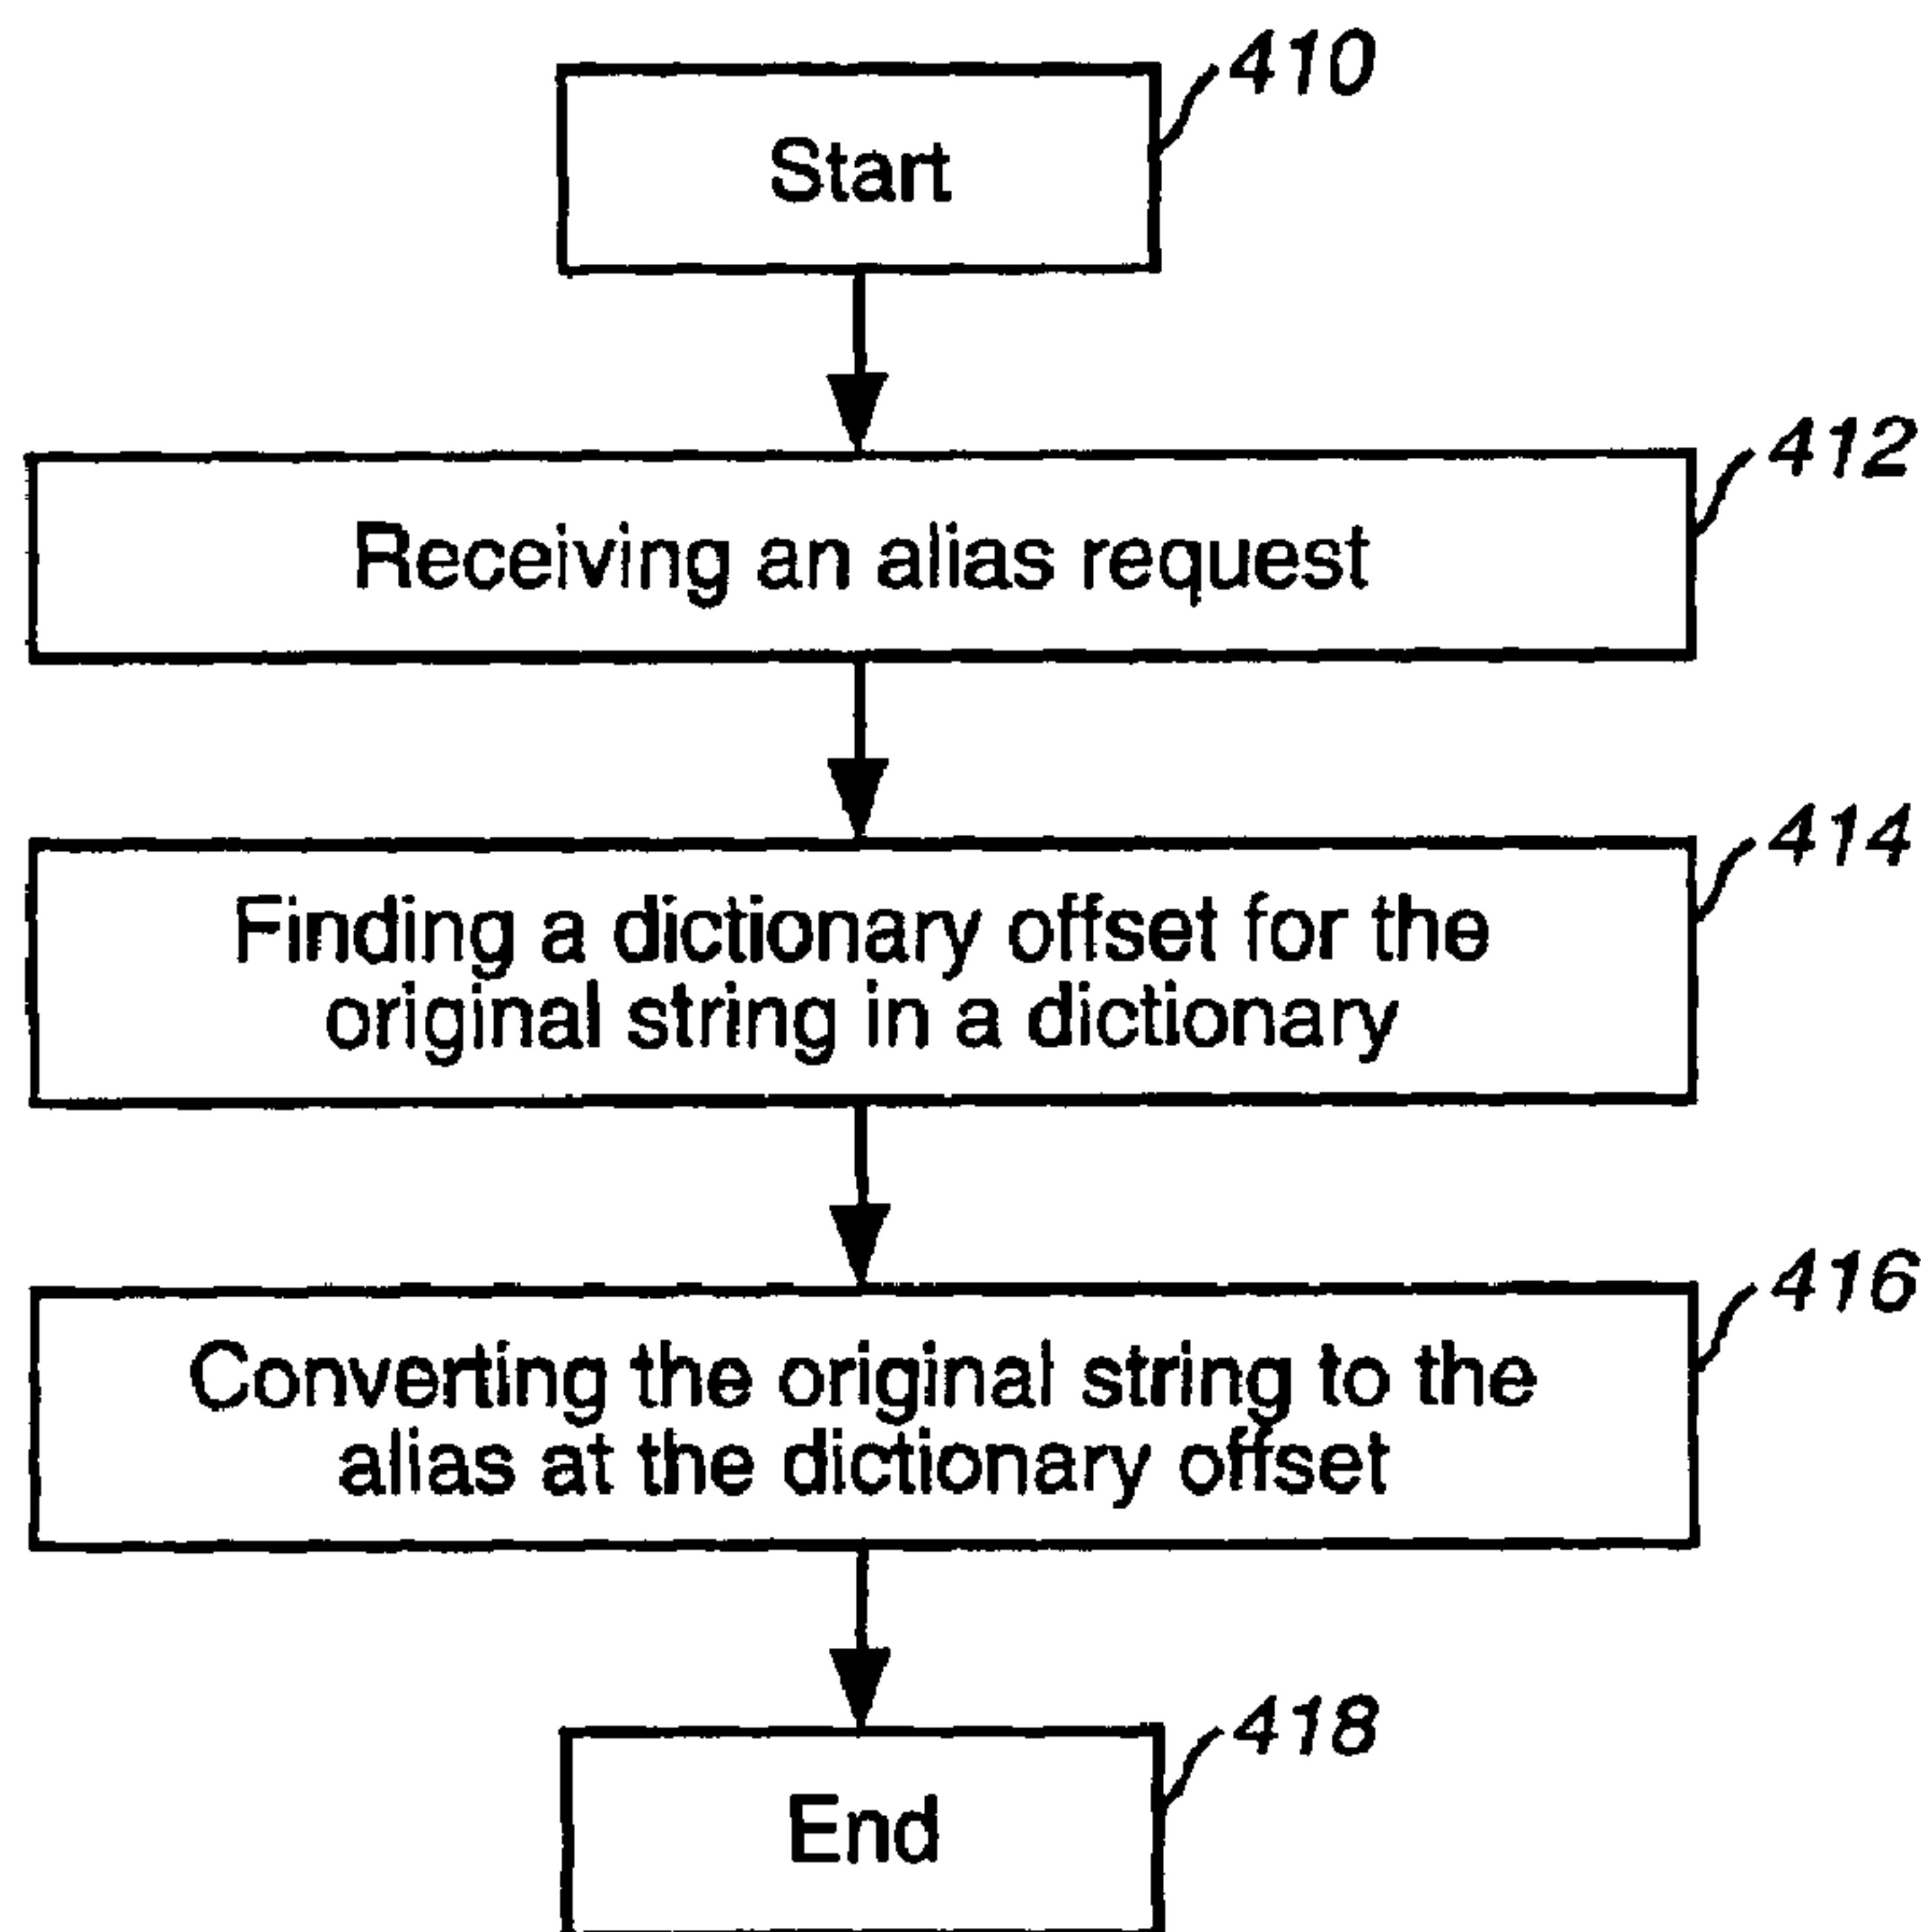 410
Start
412
Receiving an alias request
414
Finding a dictionary offset for the
original string in a dictionary
416
Converting the original string to the
alias at the dictionary offset
418
End